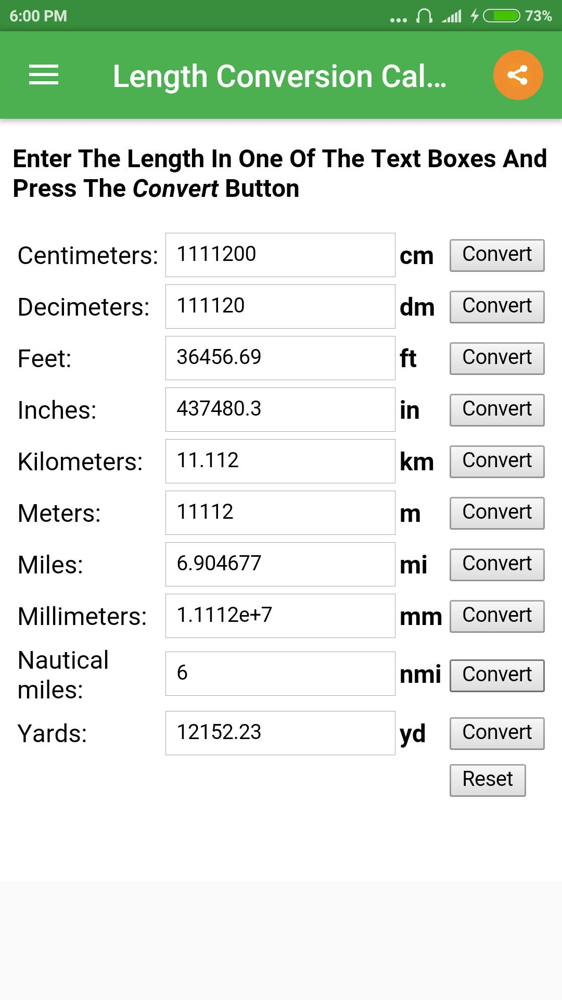 6:00 PM 73%
Length Conversion Cal...
Enter The Length In One Of The Text Boxes And
Press The Convert Button
Centimeters: 1111200 cm Convert
Decimeters: 111120 dm Convert
Feet: 36456.69 ft Convert
Inches: 437480.3 in Convert
Kilometers: 11.112 km Convert
Meters: 11112 m Convert
Miles: 6.904677 mi Convert
Millimeters: 1.1112e+7 mm Convert
Nautical
miles: 6 nmi Convert
Yards: 12152.23 yd Convert
Reset